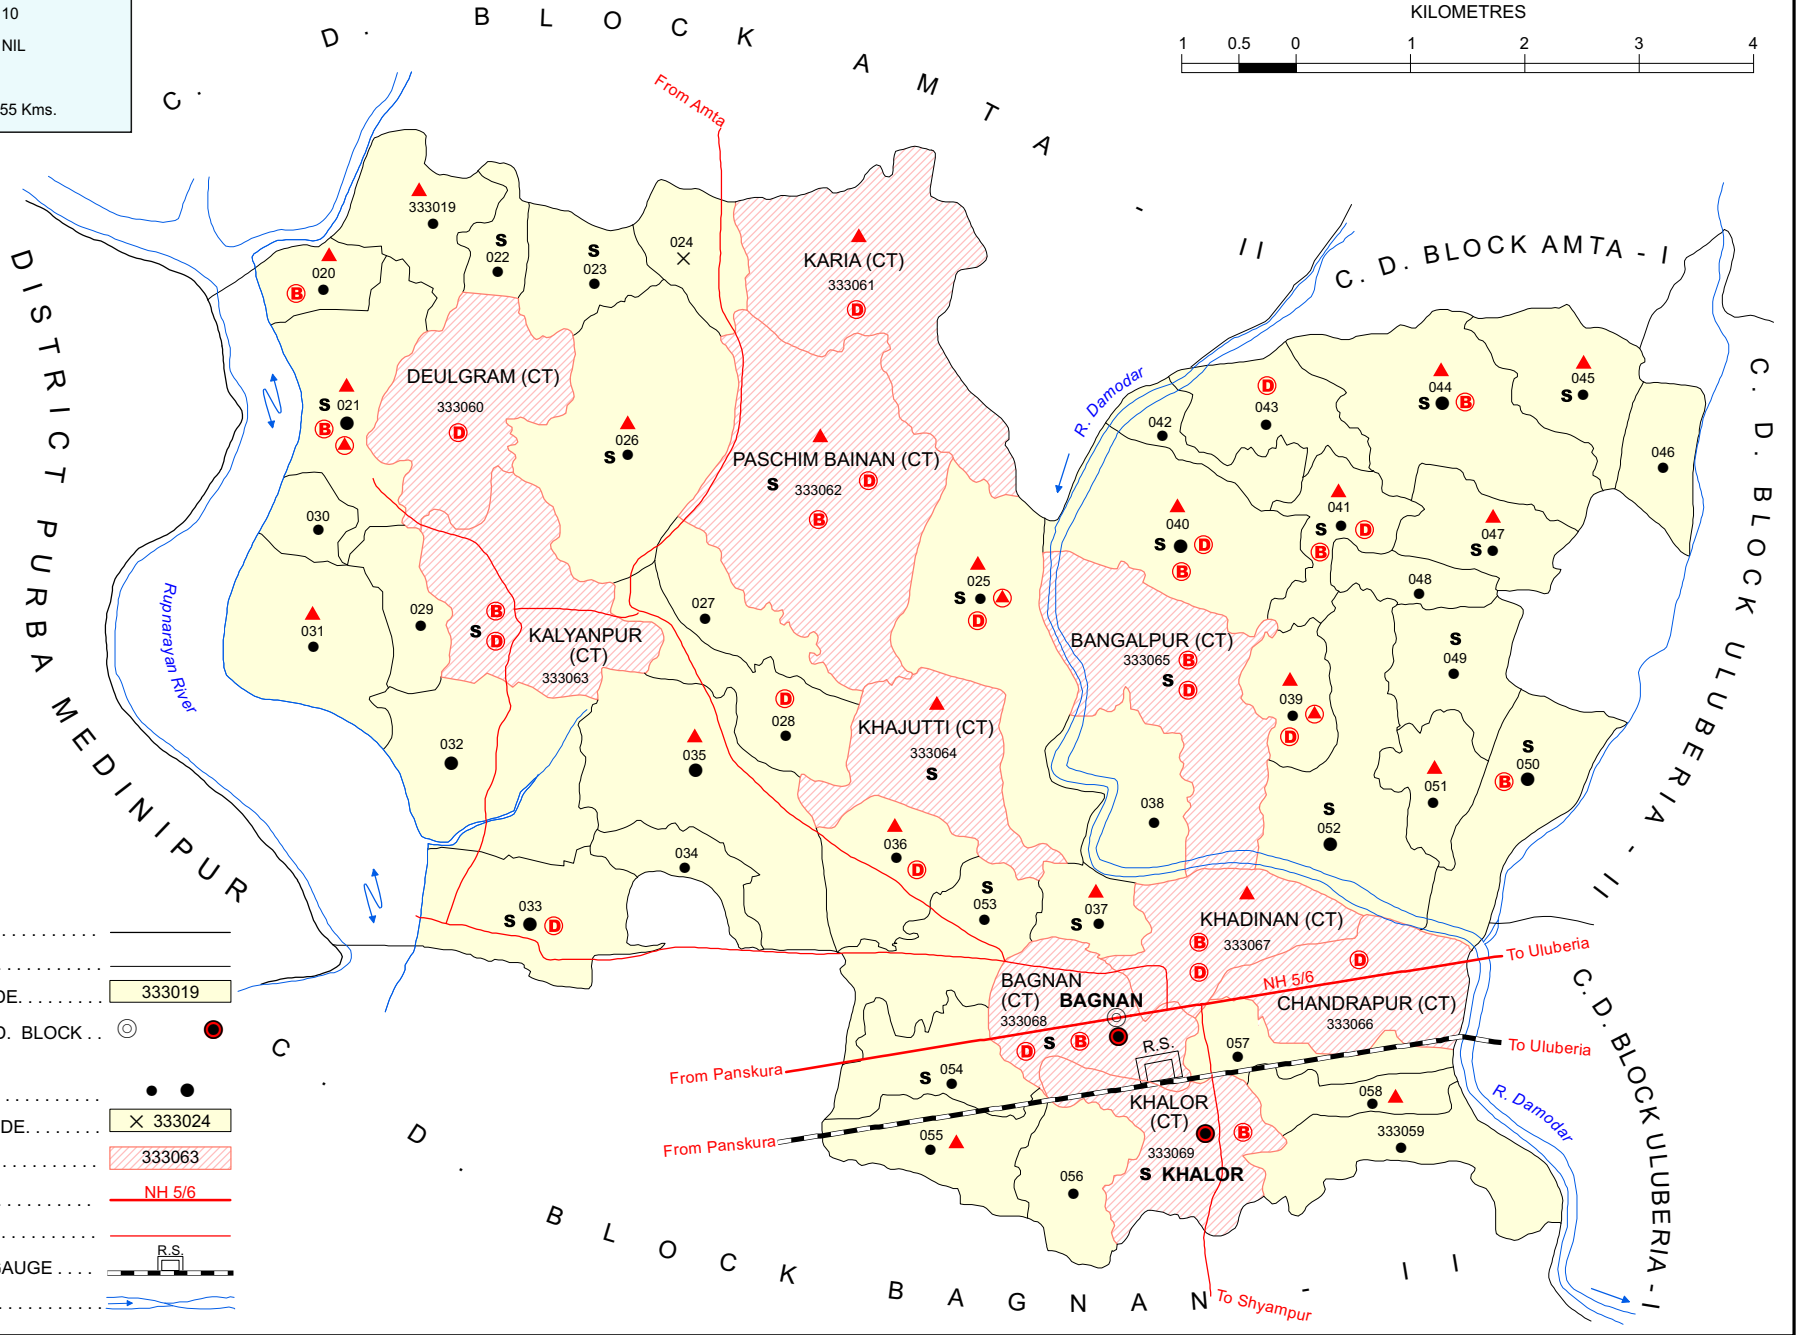 10
NIL
55 Kms.
KILOMETRES
1 0.5 0 1 2 3 4
C. D. BLOCK AMTA - II
C. D. BLOCK AMTA - I
C. D. BLOCK ULUBERIA - II
C. D. BLOCK ULUBERIA - I
C. D. BLOCK BAGNAN - II
DISTRICT PURBA MEDINIPUR
From Amta
333019
020
B
S
022
S
023
024
KARIA (CT)
333061
D
DEULGRAM (CT)
333060
D
S 021
B
026
S
PASCHIM BAINAN (CT)
S 333062 D
B
R. Damodar
042
D
043
044
S B
045
S
046
040
S D
B
041
S D
B
047
S
048
030
031
029
Rupnarayan River
B
S D
KALYANPUR
(CT)
333063
027
D
028
025
S
D
BANGALPUR (CT)
333065 B
S D
039
D
S
049
S
050
B
051
S
052
038
032
035
KHAJUTTI (CT)
333064
S
036
D
034
033
S D
S
053
037
S
KHADINAN (CT)
B 333067
D
D
NH 5/6
To Uluberia
CHANDRAPUR (CT)
333066
BAGNAN
(CT) BAGNAN
333068
D S B
R.S.
057
To Uluberia
From Panskura
S 054
From Panskura
055
056
KHALOR
(CT)
B
333069
S KHALOR
058
333059
R. Damodar
To Shyampur
. . . . . . . . . .
. . . . . . . . . .
DE. . . . . . . . . 333019
D. BLOCK . .
. . . . . . . . . .
DE. . . . . . . . 333024
. . . . . . . . . . 333063
. . . . . . . . . . NH 5/6
. . . . . . . . . .
GAUGE . . . . R.S.
. . . . . . . . . .